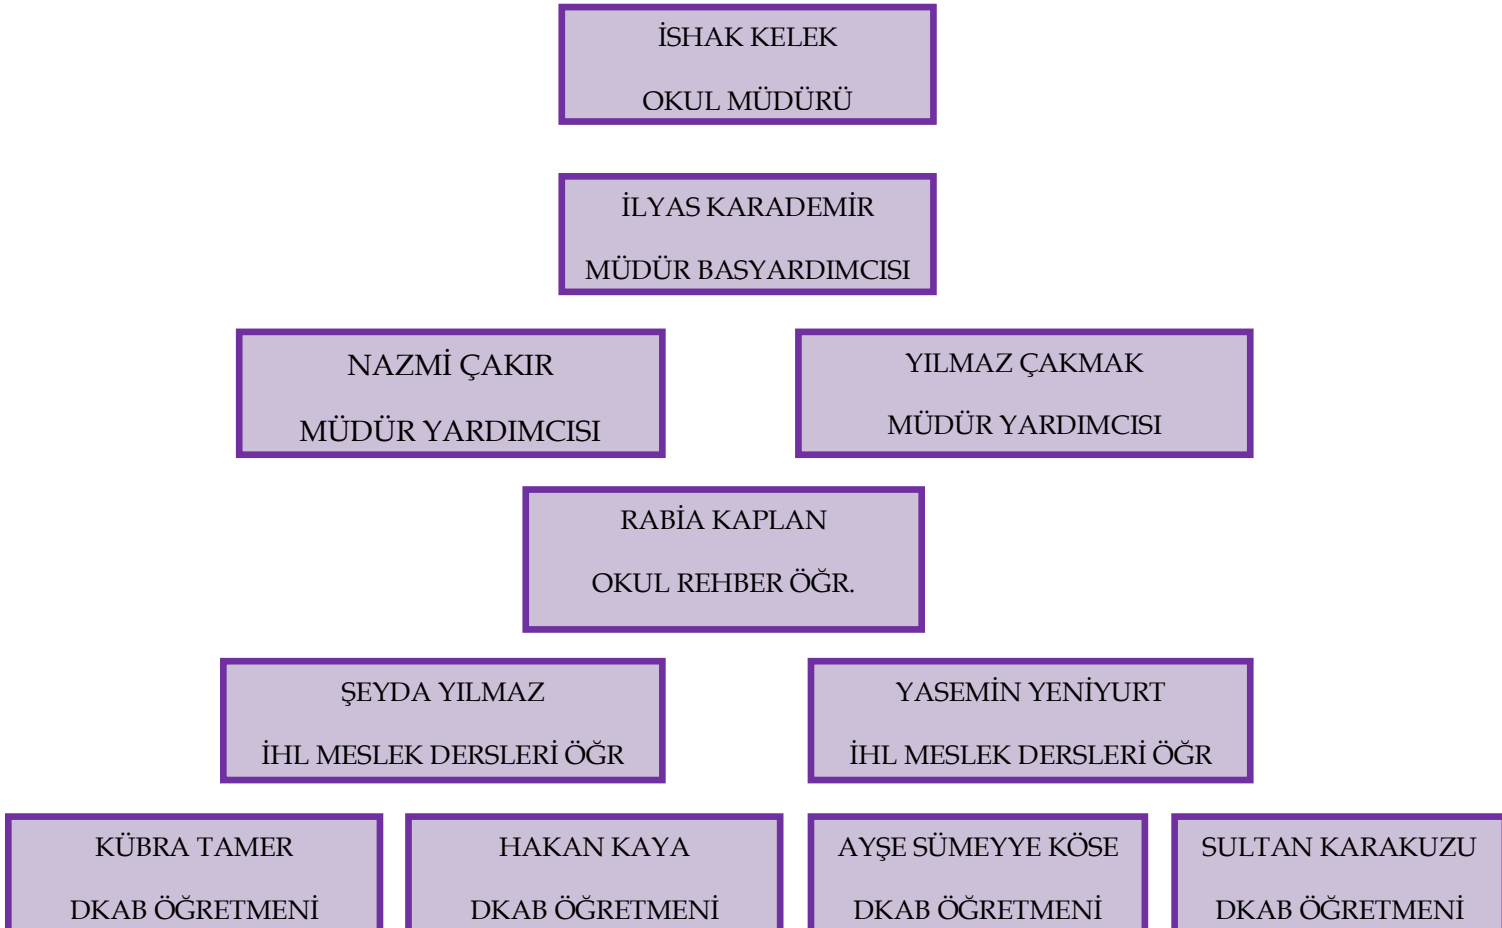 İSHAK KELEK
OKUL MÜDÜRÜ
İLYAS KARADEMİR
MÜDÜR BASYARDIMCISI
NAZMİ ÇAKIR
MÜDÜR YARDIMCISI
YILMAZ ÇAKMAK
MÜDÜR YARDIMCISI
RABİA KAPLAN
OKUL REHBER ÖĞR.
ŞEYDA YILMAZ
İHL MESLEK DERSLERİ ÖĞR
YASEMİN YENİYURT
İHL MESLEK DERSLERİ ÖĞR
KÜBRA TAMER
DKAB ÖĞRETMENİ
HAKAN KAYA
DKAB ÖĞRETMENİ
AYŞE SÜMEYYE KÖSE
DKAB ÖĞRETMENİ
SULTAN KARAKUZU
DKAB ÖĞRETMENİ